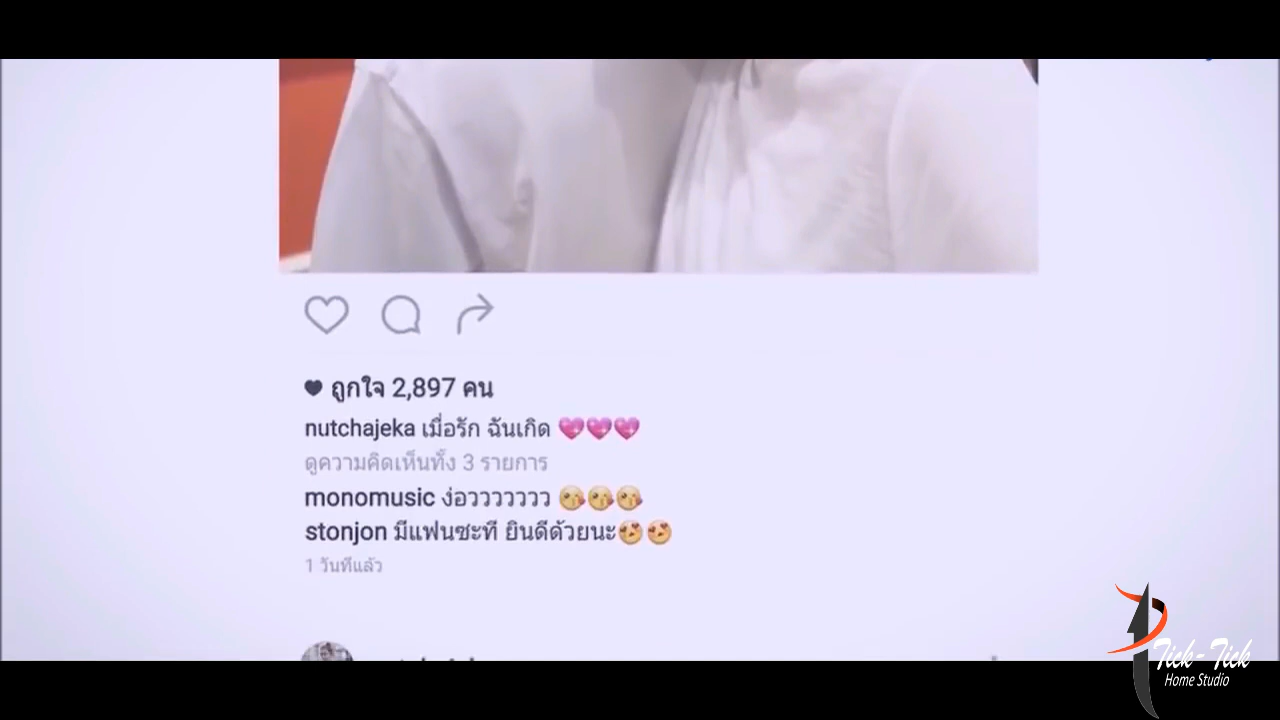 ถูกใจ 2,897 คน
nutchajeka เมื่อรัก ฉันเกิด 💖💖💖
ดูความคิดเห็นทั้ง 3 รายการ
monomusic ง่อววววววว 😘😘😘
stonjon มีแฟนซะที ยินดีด้วยนะ😍😍
1 วันที่แล้ว
Tick-Tick
Home Studio